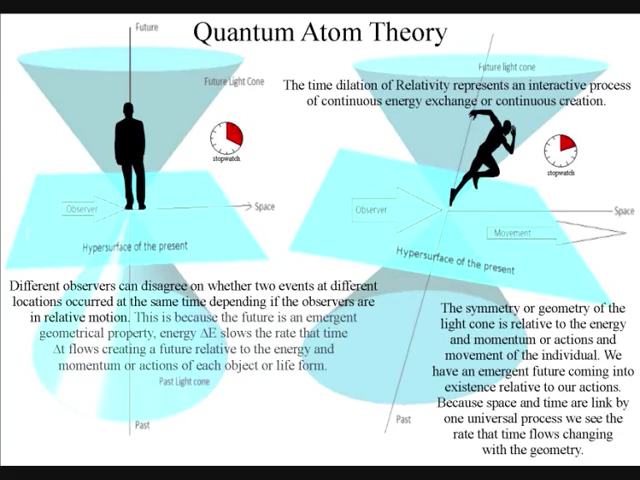 Quantum Atom Theory
Future
Future Light Cone
stopwatch
Observer
Space
Hypersurface of the present
Different observers can disagree on whether two events at different
locations occurred at the same time depending if the observers are
in relative motion. This is because the future is an emergent
geometrical property, energy ΔE slows the rate that time
Δt flows creating a future relative to the energy and
momentum or actions of each object or life form.
Past Light cone
Past
Future light cone
The time dilation of Relativity represents an interactive process
of continuous energy exchange or continuous creation.
stopwatch
Observer
Space
Movement
Hypersurface of the present
The symmetry or geometry of the
light cone is relative to the energy
and momentum or actions and
movement of the individual. We
have an emergent future coming into
existence relative to our actions.
Because space and time are link by
one universal process we see the
rate that time flows changing
with the geometry.
Past